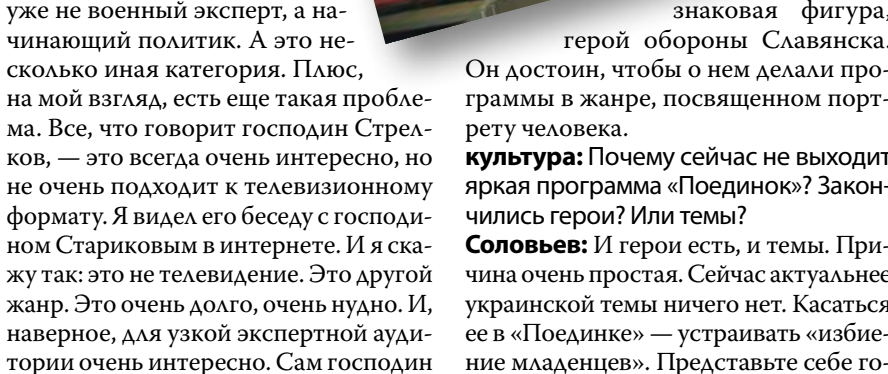 уже не военный эксперт, а на-
чинающий политик. А это не-
сколько иная категория. Плюс,
на мой взгляд, есть еще такая пробле-
ма. Все, что говорит господин Стрел-
ков, — это всегда очень интересно, но
не очень подходит к телевизионному
формату. Я видел его беседу с господи-
ном Стариковым в интернете. И я ска-
жу так: это не телевидение. Это другой
жанр. Это очень долго, очень нудно. И,
наверное, для узкой экспертной ауди-
тории очень интересно. Сам господин
знаковая фигура,
герой обороны Славянска.
Он достоин, чтобы о нем делали про-
граммы в жанре, посвященном порт-
рету человека.
культура: Почему сейчас не выходит
яркая программа «Поединок»? Закон-
чились герои? Или темы?
Соловьев: И герои есть, и темы. При-
чина очень простая. Сейчас актуальнее
украинской темы ничего нет. Касаться
ее в «Поединке» — устраивать «избие-
ние младенцев». Представьте себе го-